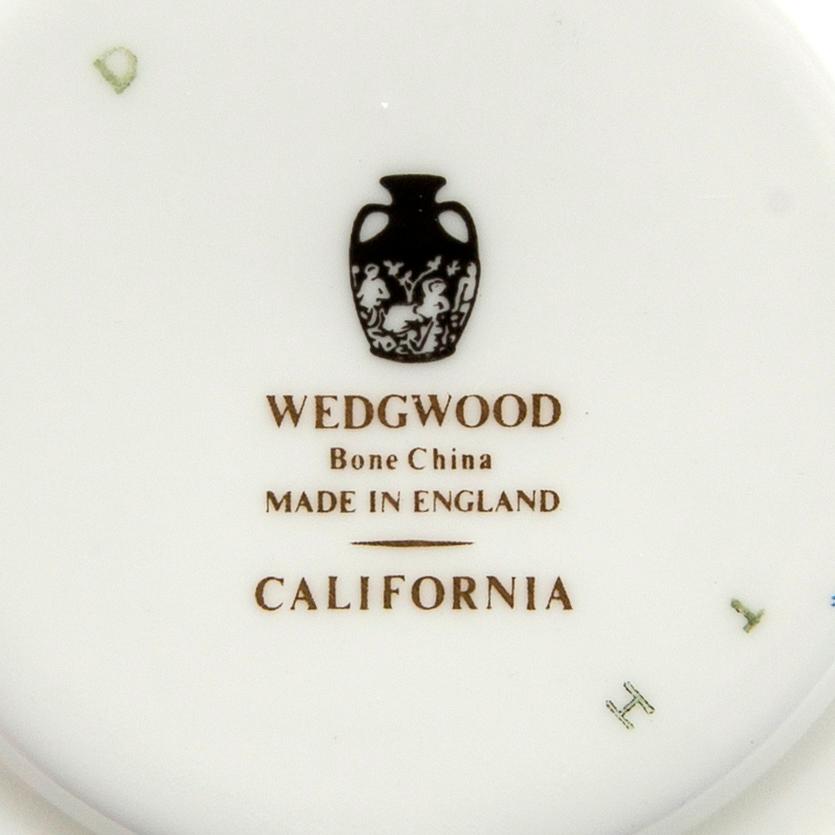 D
WEDGWOOD
Bone China
MADE IN ENGLAND
CALIFORNIA
T
H